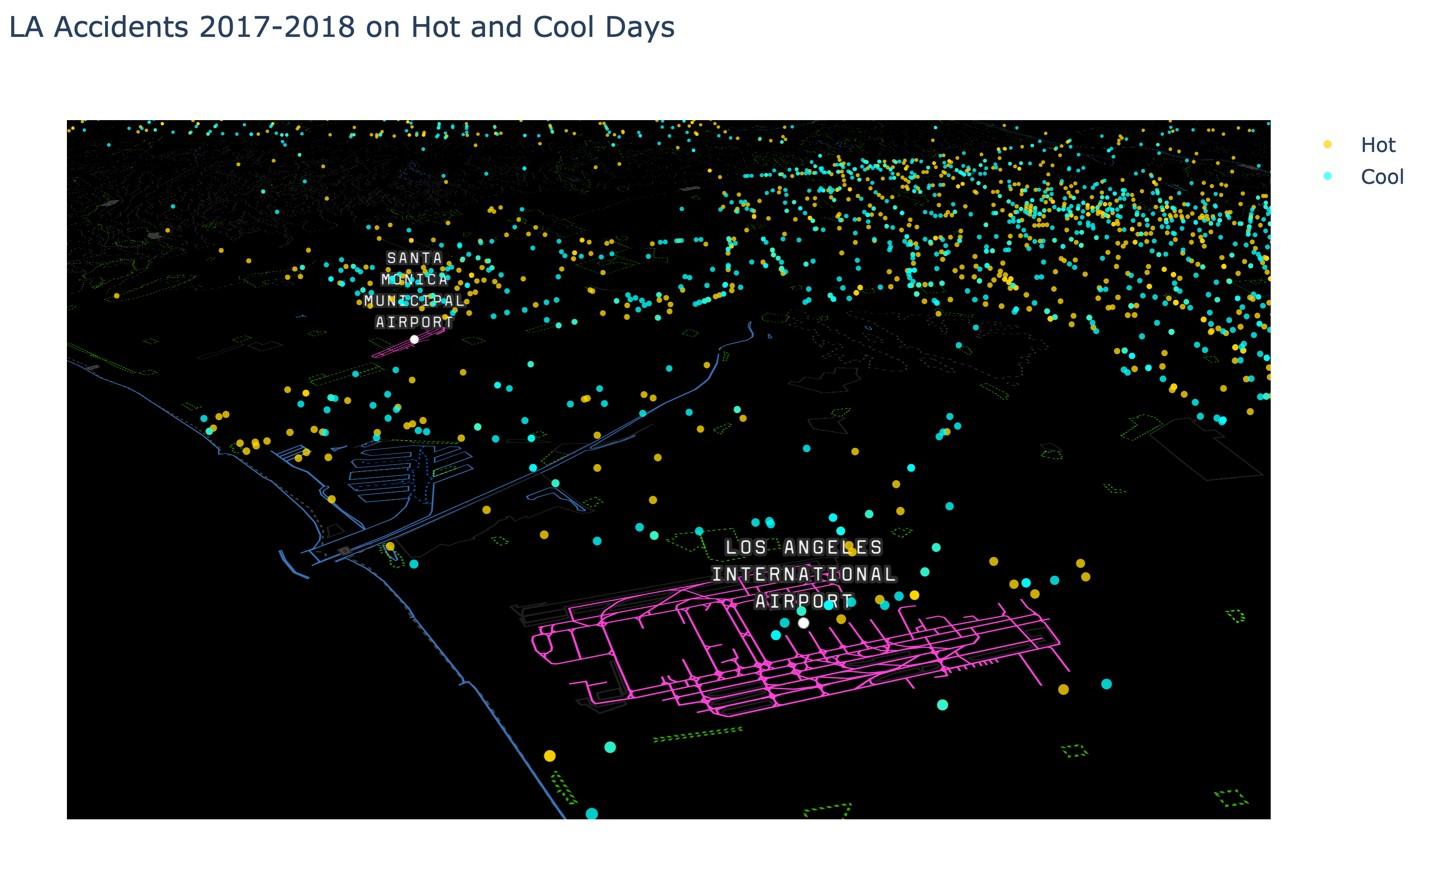 LA Accidents 2017-2018 on Hot and Cool Days
Hot
Cool
SANTA
MONICA
MUNICIPAL
AIRPORT
LOS ANGELES
INTERNATIONAL
AIRPORT